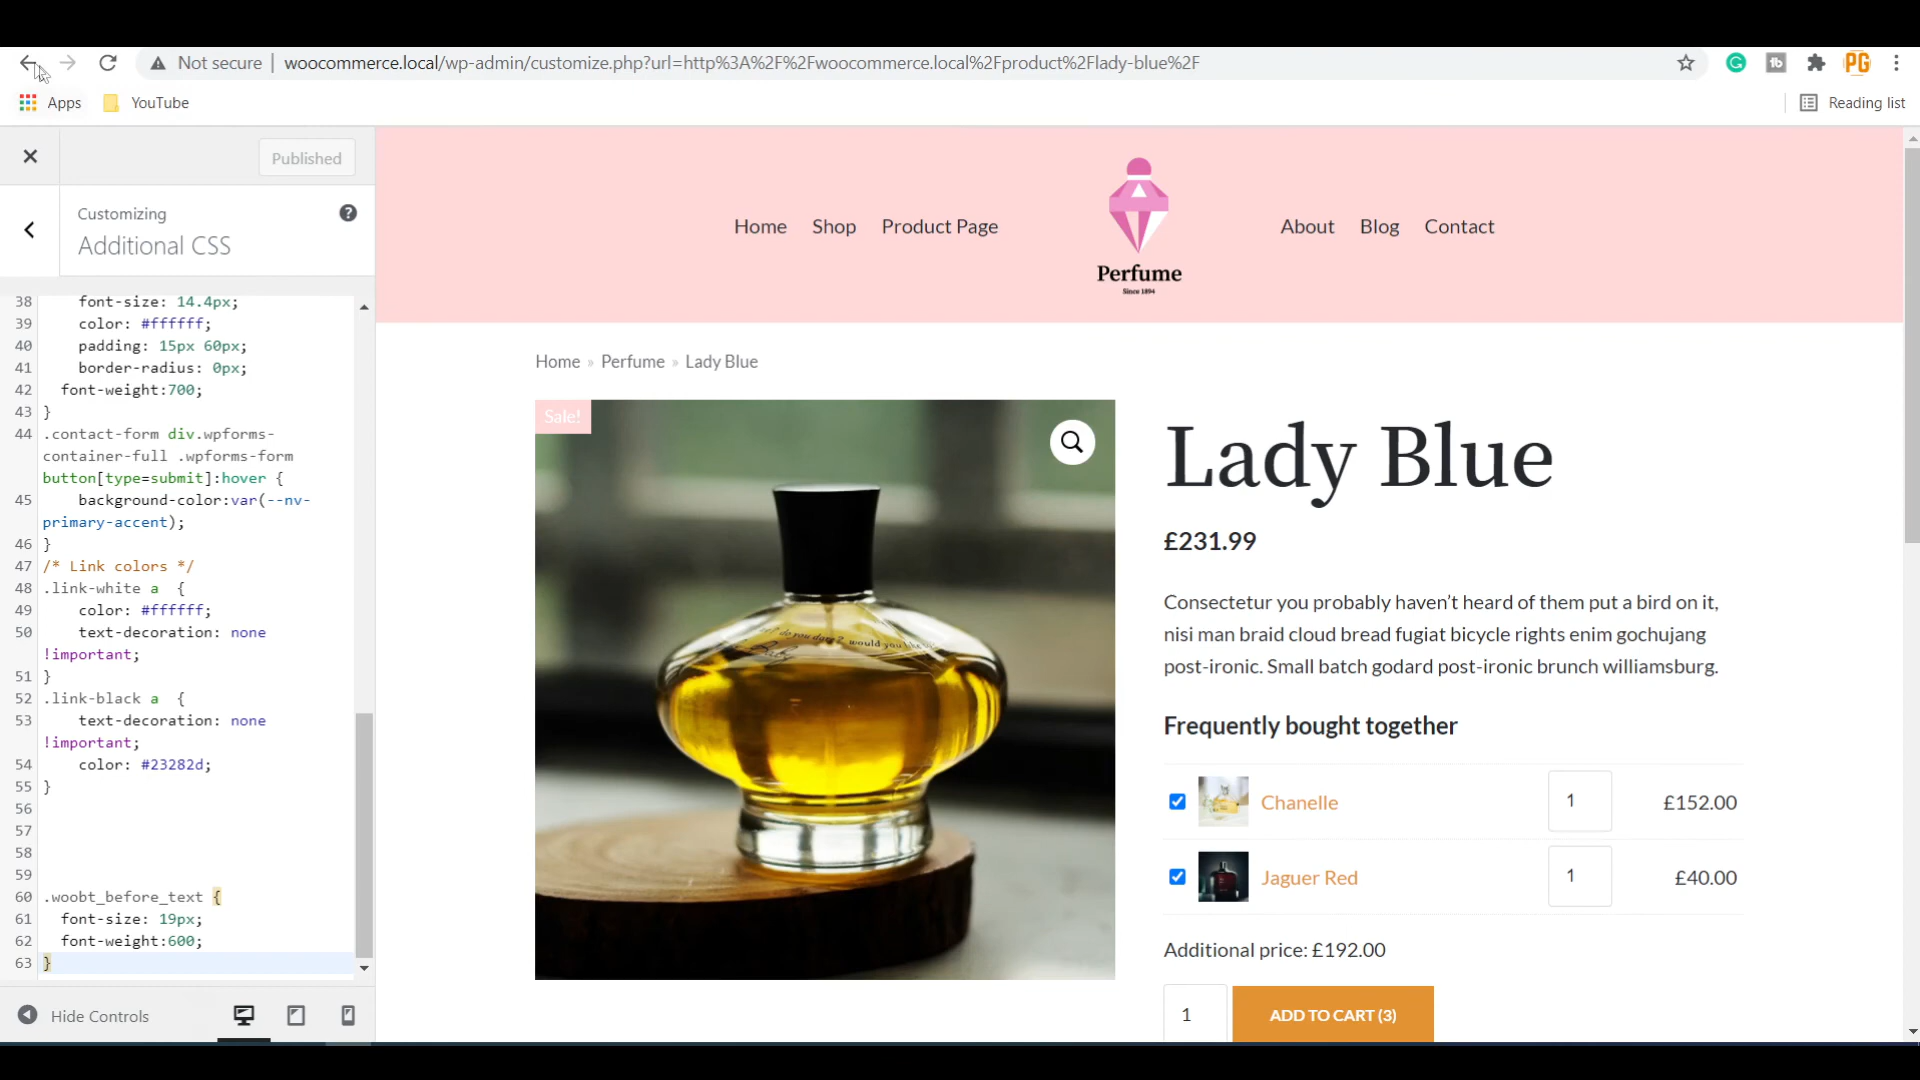 Not secure | woocommerce.local/wp-admin/customize.php?url=http%3A%2F%2Fwoocommerce.local%2Fproduct%2Flady-blue%2F
PG
Apps YouTube
Reading list
Published
Customizing
Additional CSS
38 font-size: 14.4px;
39 color: #ffffff;
40 padding: 15px 60px;
41 border-radius: 0px;
42 font-weight:700;
43 }
44 .contact-form div.wpforms-
container-full .wpforms-form
button[type=submit]:hover {
45 background-color:var(--nv-
primary-accent);
46 }
47 /* Link colors */
48 .link-white a {
49 color: #ffffff;
50 text-decoration: none
!important;
51 }
52 .link-black a {
53 text-decoration: none
!important;
54 color: #23282d;
55 }
56
57
58
59
60 .woobt_before_text {
61 font-size: 19px;
62 font-weight:600;
63 }
Hide Controls
Home Shop Product Page
Perfume
Since 1894
About Blog Contact
Home » Perfume » Lady Blue
Sale!
Lady Blue
£231.99
Consectetur you probably haven’t heard of them put a bird on it,
nisi man braid cloud bread fugiat bicycle rights enim gochujang
post-ironic. Small batch godard post-ironic brunch williamsburg.
Frequently bought together
Chanelle 1 £152.00
Jaguer Red 1 £40.00
Additional price: £192.00
1 ADD TO CART (3)